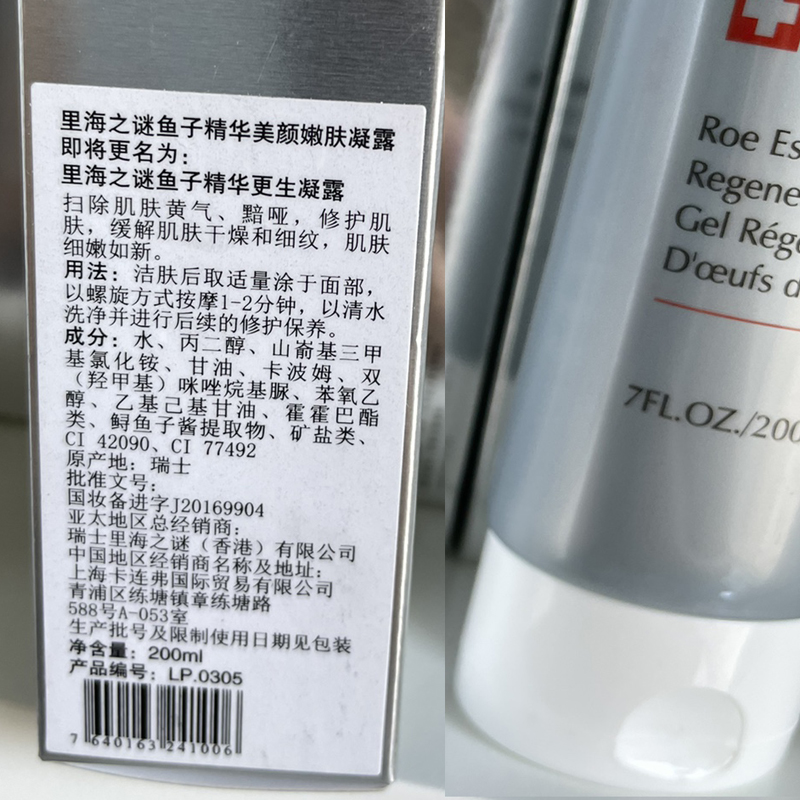 里海之谜鱼子精华美颜嫩肤凝露
即将更名为：
里海之谜鱼子精华更生凝露
扫除肌肤黄气、黯哑，修护肌
肤，缓解肌肤干燥和细纹，肌肤
细嫩如新。
用法：洁肤后取适量涂于面部，
以螺旋方式按摩1-2分钟，以清水
洗净并进行后续的修护保养。
成分：水、丙二醇、山嵛基三甲
基氯化铵、甘油、卡波姆、双
（羟甲基）咪唑烷基脲、苯氧乙
醇、乙基己基甘油、霍霍巴酯
类、鲟鱼子酱提取物、矿盐类、
CI 42090、CI 77492
原产地：瑞士
批准文号：
国妆备进字J20169904
亚太地区总经销商：
瑞士里海之谜（香港）有限公司
中国地区经销商名称及地址：
上海卡连弗国际贸易有限公司
青浦区练塘镇章练塘路
588号A-053室
生产批号及限制使用日期见包装
净含量：200ml
产品编号：LP.0305
7 640163 241006
Roe Es
Regene
Gel Rég
D'œufs d
7FL.OZ./200